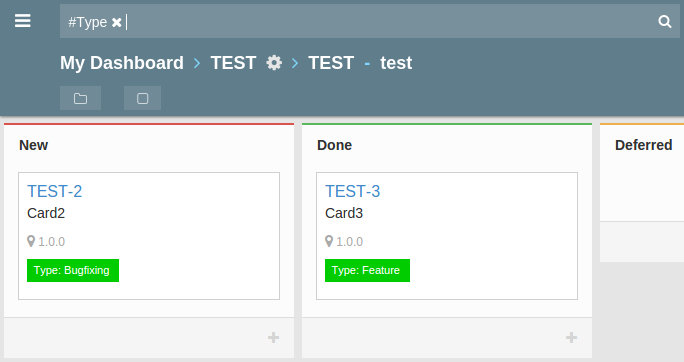 #Type
My Dashboard > TEST > TEST - test
New
TEST-2
Card2
1.0.0
Type: Bugfixing
Done
TEST-3
Card3
1.0.0
Type: Feature
Deferred